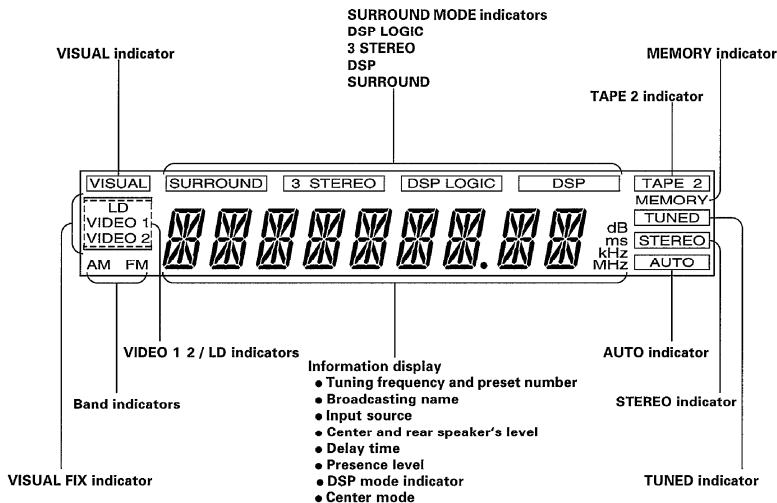 SURROUND MODE indicators
DSP LOGIC
3 STEREO
DSP
SURROUND
VISUAL indicator
MEMORY indicator
TAPE 2 indicator
VISUAL SURROUND 3 STEREO DSP LOGIC DSP TAPE 2
MEMORY
LD
VIDEO 1
VIDEO 2
TUNED
dB
ms
kHz
MHz
STEREO
AUTO
AM FM
VIDEO 1 2 / LD indicators
AUTO indicator
Information display
• Tuning frequency and preset number
• Broadcasting name
• Input source
• Center and rear speaker's level
• Delay time
• Presence level
• DSP mode indicator
• Center mode
Band indicators
STEREO indicator
VISUAL FIX indicator
TUNED indicator